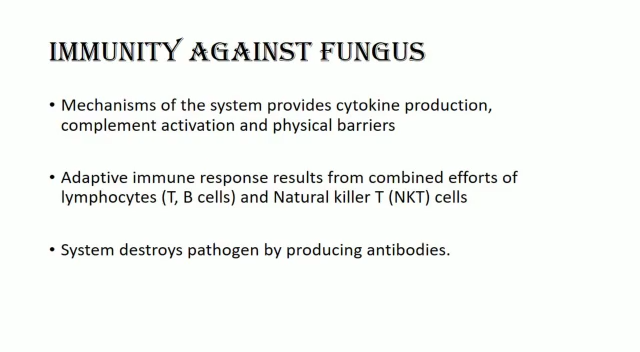 IMMUNITY AGAINST FUNGUS
• Mechanisms of the system provides cytokine production,
complement activation and physical barriers
• Adaptive immune response results from combined efforts of
lymphocytes (T, B cells) and Natural killer T (NKT) cells
• System destroys pathogen by producing antibodies.